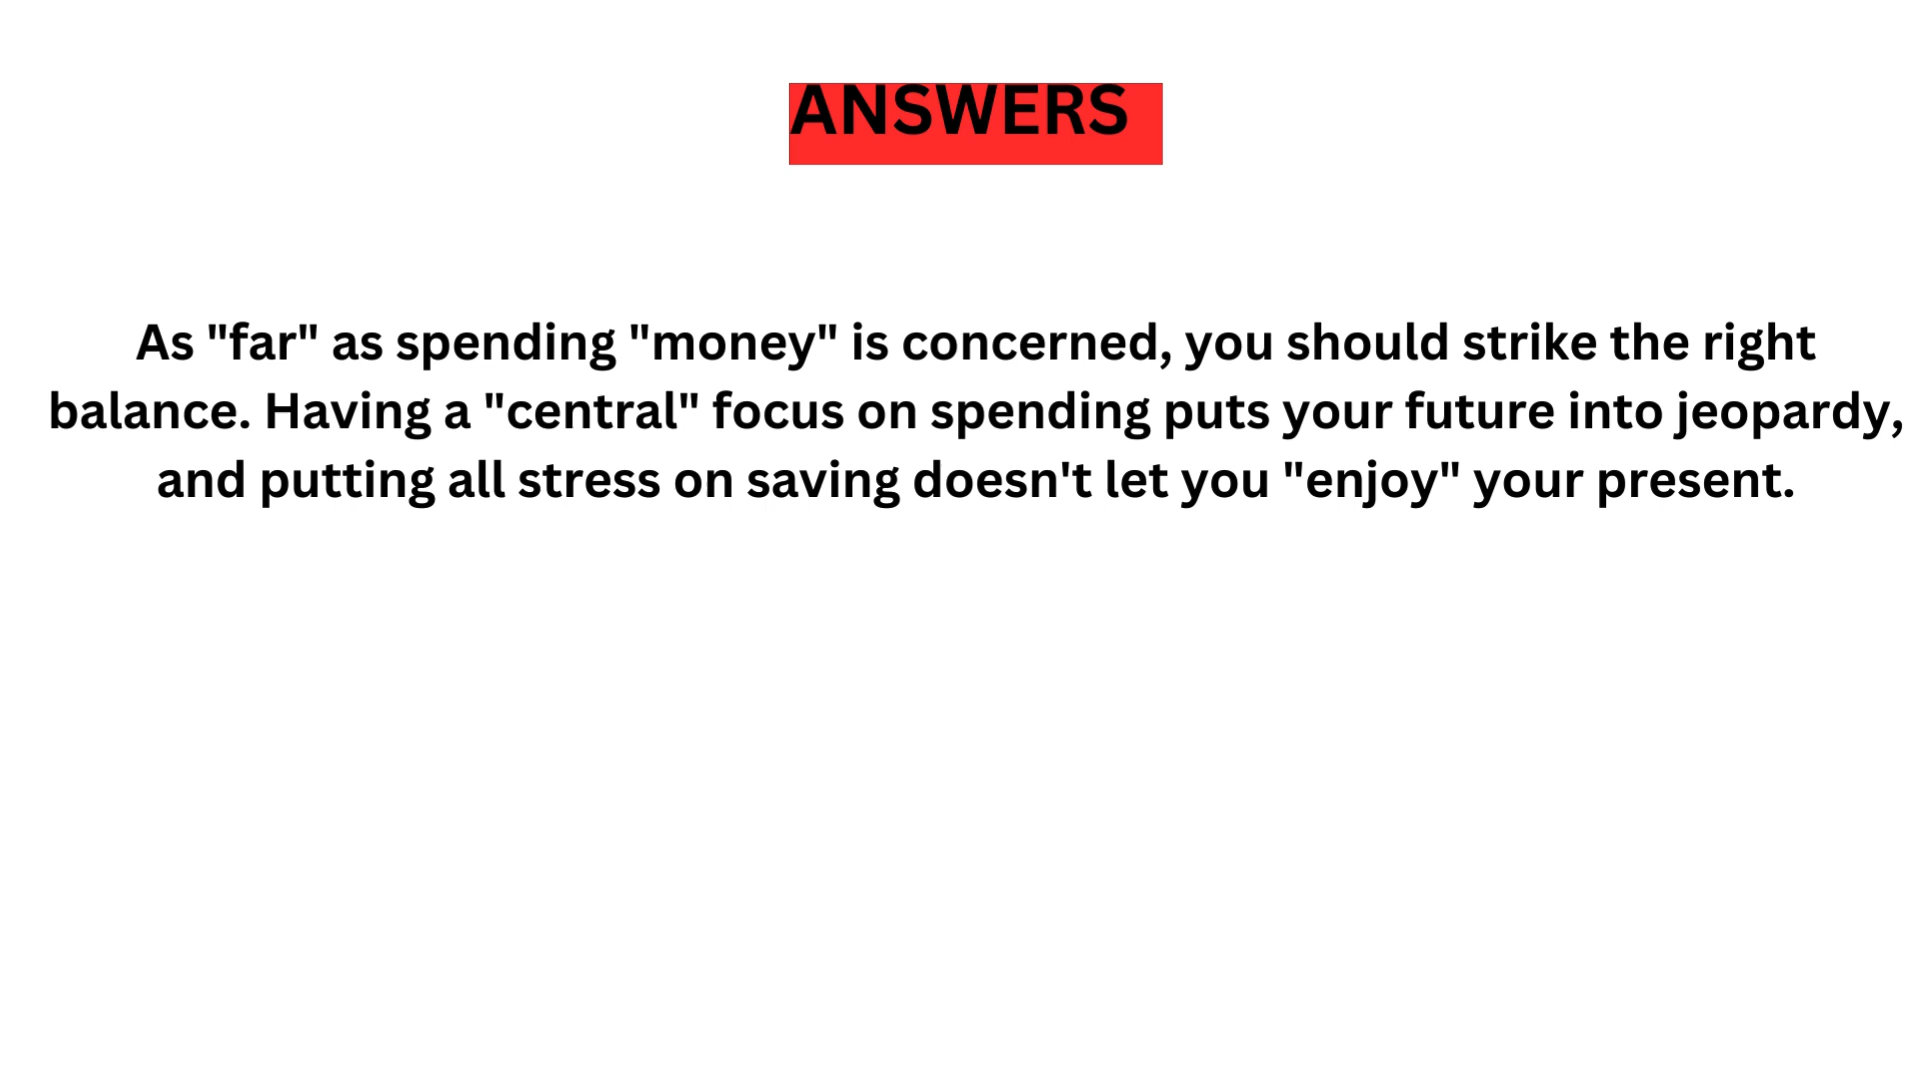 ANSWERS
As "far" as spending "money" is concerned, you should strike the right
balance. Having a "central" focus on spending puts your future into jeopardy,
and putting all stress on saving doesn't let you "enjoy" your present.